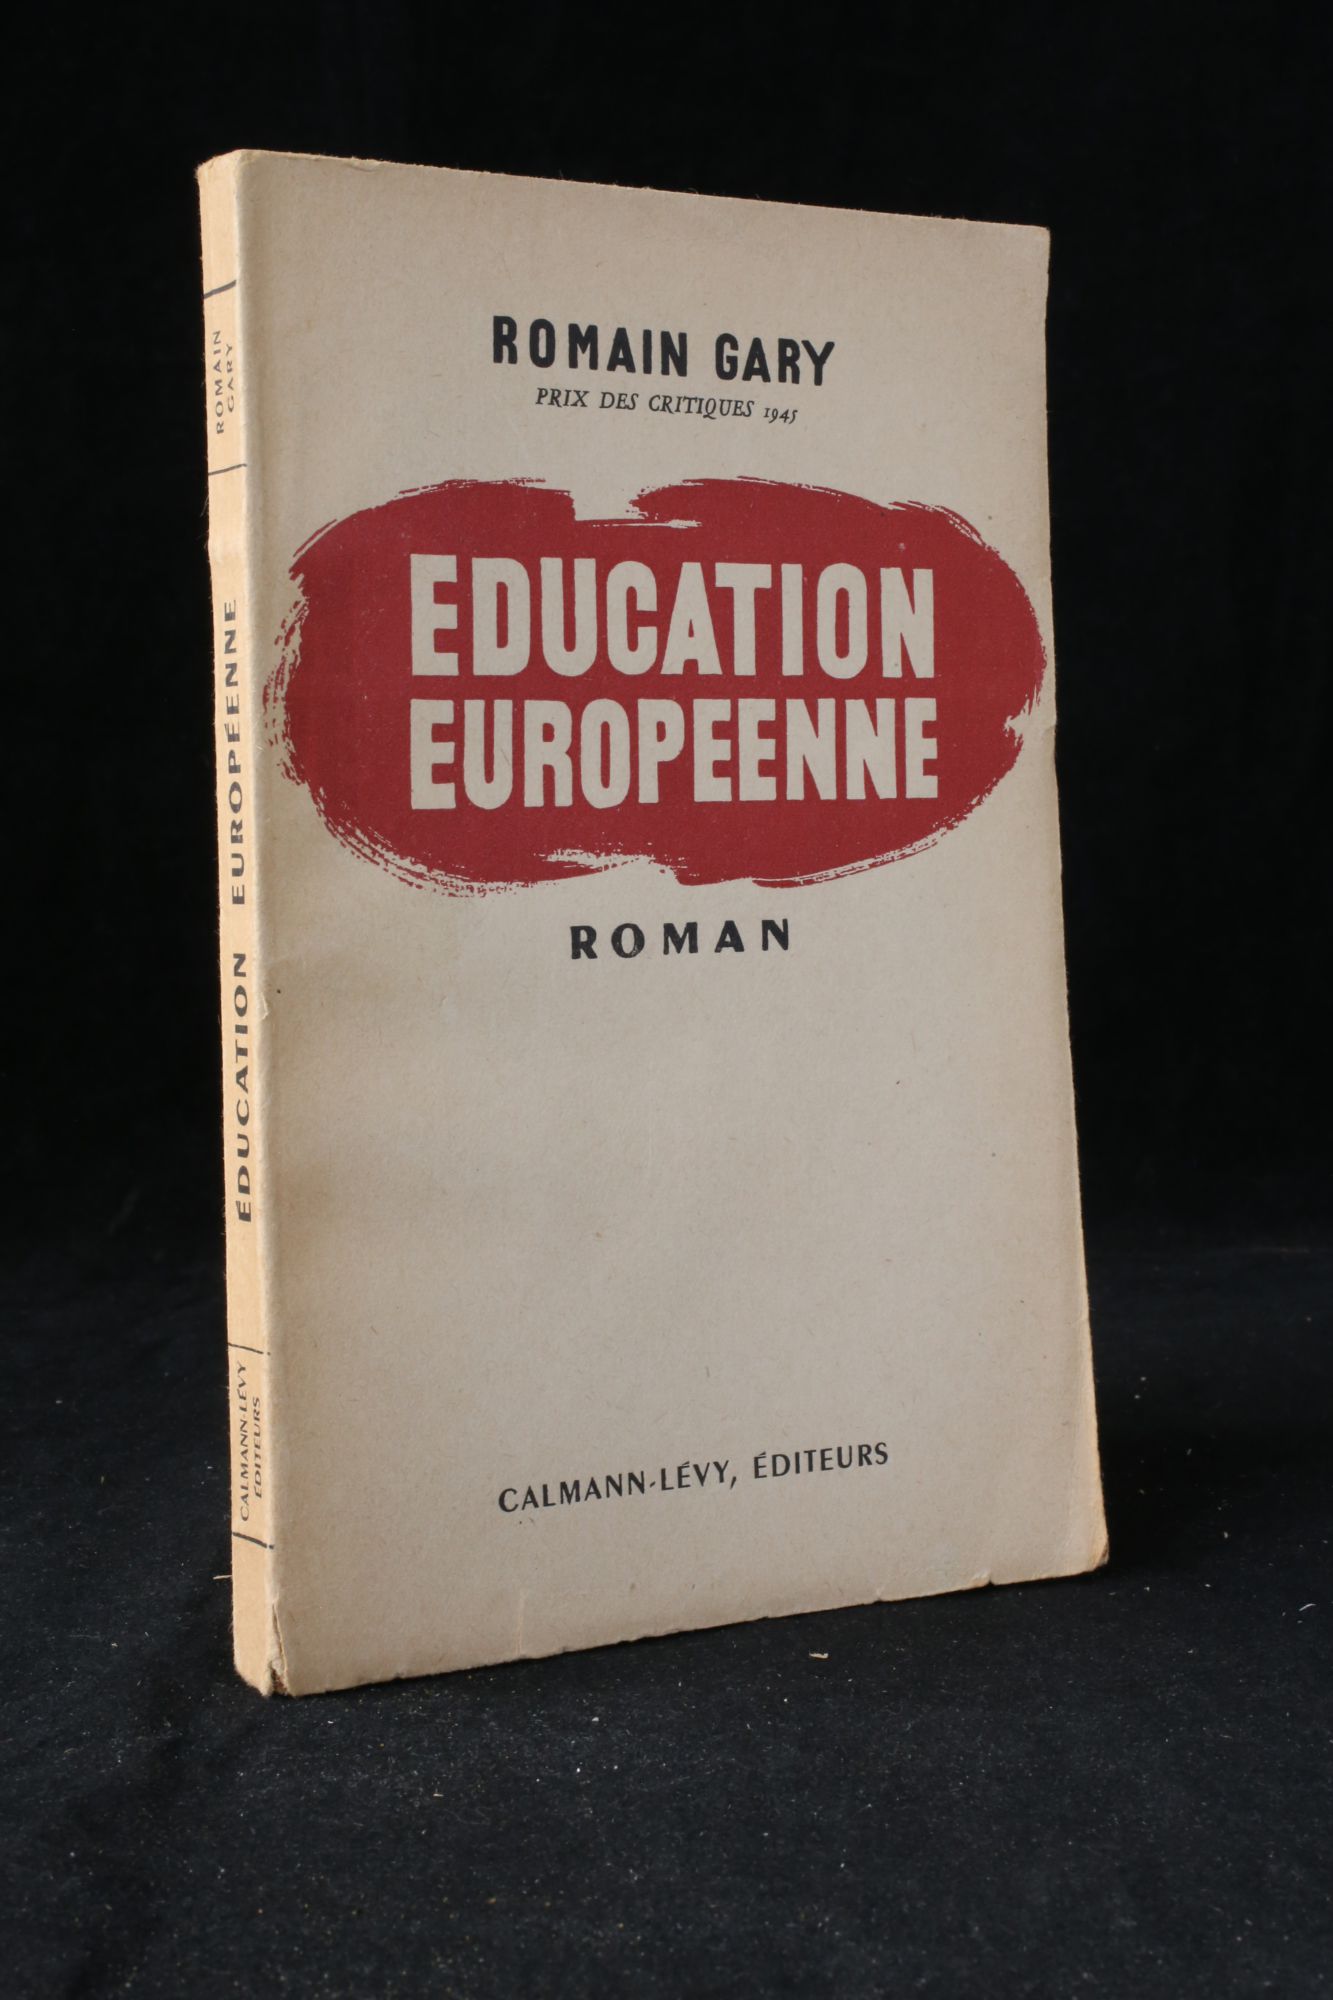 ROMAIN GARY
PRIX DES CRITIQUES 1945
EDUCATION
EUROPEENNE
ROMAN
CALMANN-LÉVY, ÉDITEURS
ROMAIN
GARY
ÉDUCATION EUROPÉENNE
CALMANN-LÉVY
ÉDITEURS